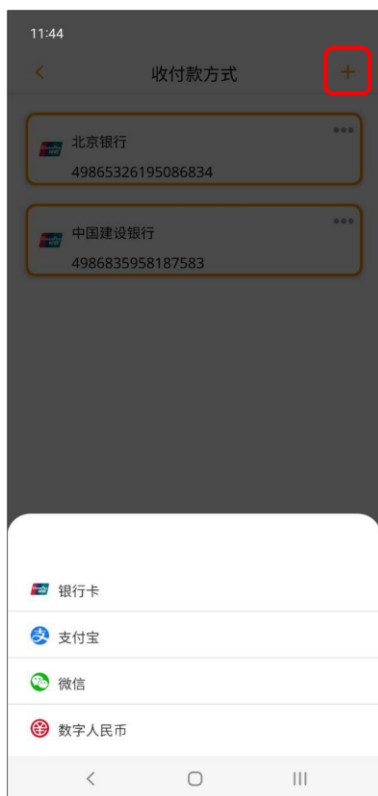 11:44
收付款方式
北京银行
49865326195086834
中国建设银行
4986835958187583
银行卡
支付宝
微信
数字人民币